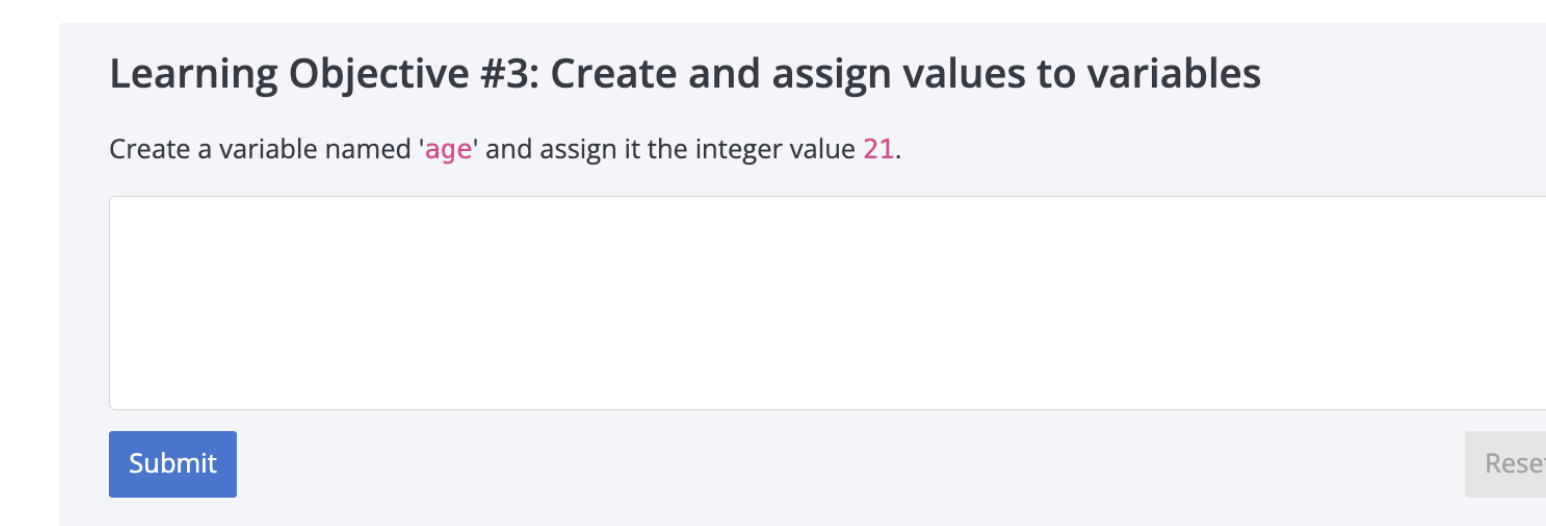 Learning Objective #3: Create and assign values to variables
Create a variable named 'age' and assign it the integer value 21.
Submit
Reset